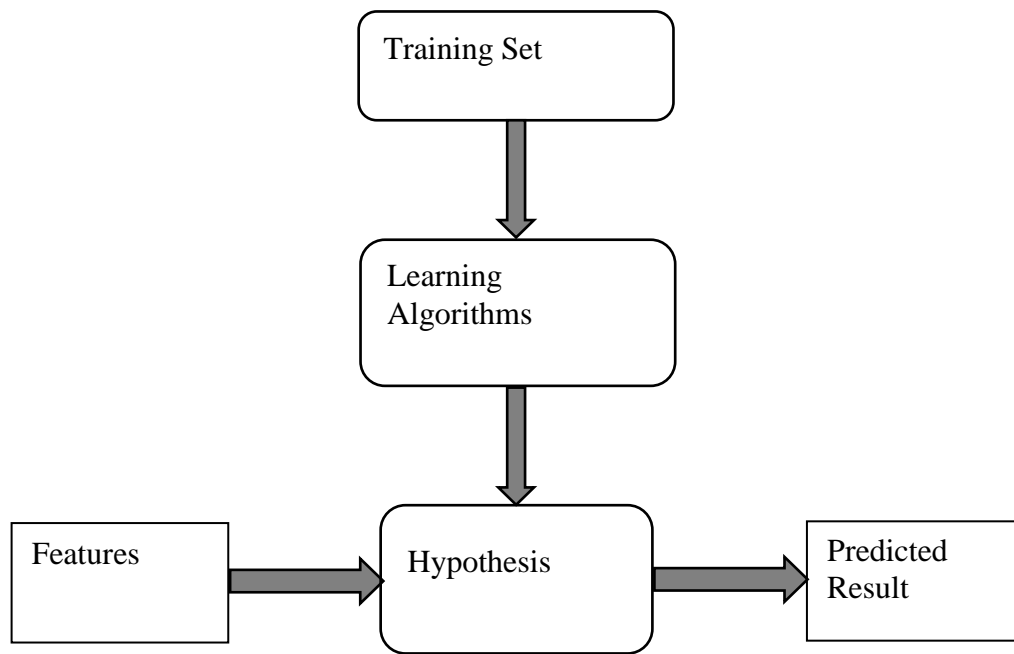 Training Set
Learning
Algorithms
Features
Hypothesis
Predicted
Result